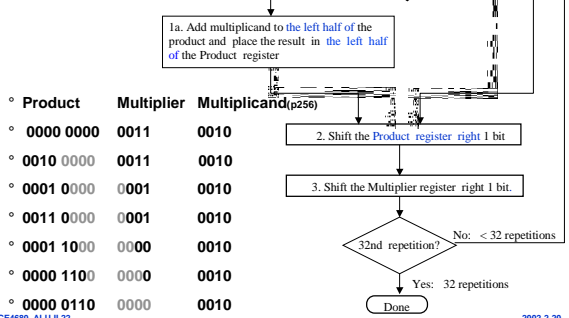 1a. Add multiplicand to the left half of the
product and place the result in the left half
of the Product register
° Product Multiplier Multiplicand(p256)
° 0000 0000 0011 0010
° 0010 0000 0011 0010
° 0001 0000 0001 0010
° 0011 0000 0001 0010
° 0001 1000 0000 0010
° 0000 1100 0000 0010
° 0000 0110 0000 0010
2. Shift the Product register right 1 bit
3. Shift the Multiplier register right 1 bit.
32nd repetition?
No: < 32 repetitions
Yes: 32 repetitions
Done